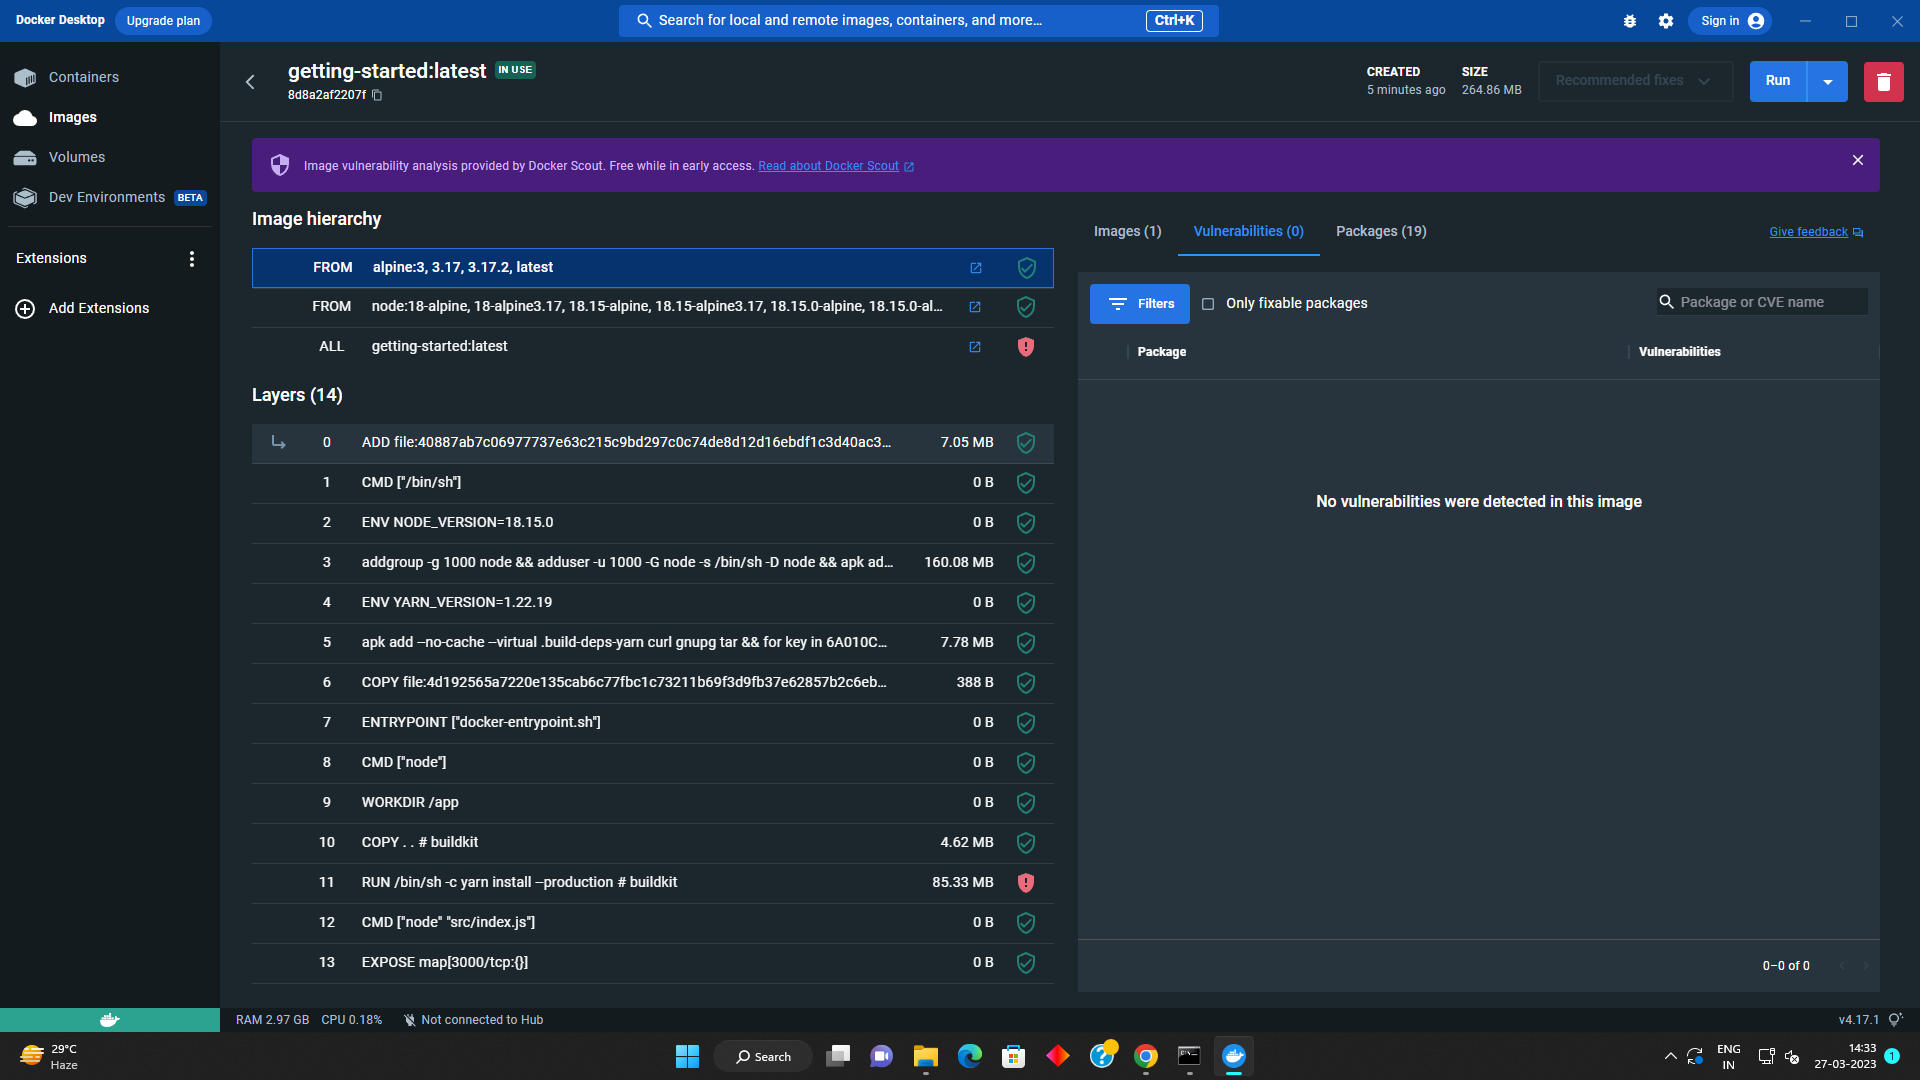 Docker Desktop
Upgrade plan
Search for local and remote images, containers, and more...
Ctrl+K
Sign in
Containers
Images
Volumes
Dev Environments BETA
Extensions
Add Extensions
getting-started:latest IN USE
8d8a2af2207f
CREATED
5 minutes ago
SIZE
264.86 MB
Recommended fixes
Run
Image vulnerability analysis provided by Docker Scout. Free while in early access. Read about Docker Scout
Image hierarchy
FROM alpine:3, 3.17, 3.17.2, latest
FROM node:18-alpine, 18-alpine3.17, 18.15-alpine, 18.15-alpine3.17, 18.15.0-alpine, 18.15.0-al...
ALL getting-started:latest
Layers (14)
0 ADD file:40887ab7c06977737e63c215c9bd297c0c74de8d12d16ebdf1c3d40ac3... 7.05 MB
1 CMD ["/bin/sh"] 0 B
2 ENV NODE_VERSION=18.15.0 0 B
3 addgroup -g 1000 node && adduser -u 1000 -G node -s /bin/sh -D node && apk ad... 160.08 MB
4 ENV YARN_VERSION=1.22.19 0 B
5 apk add --no-cache --virtual .build-deps-yarn curl gnupg tar && for key in 6A010C... 7.78 MB
6 COPY file:4d192565a7220e135cab6c77fbc1c73211b69f3d9fb37e62857b2c6eb... 388 B
7 ENTRYPOINT ["docker-entrypoint.sh"] 0 B
8 CMD ["node"] 0 B
9 WORKDIR /app 0 B
10 COPY . . # buildkit 4.62 MB
11 RUN /bin/sh -c yarn install --production # buildkit 85.33 MB
12 CMD ["node" "src/index.js"] 0 B
13 EXPOSE map[3000/tcp:{}] 0 B
Images (1)
Vulnerabilities (0)
Packages (19)
Give feedback
Filters
Only fixable packages
Package or CVE name
Package
Vulnerabilities
No vulnerabilities were detected in this image
0–0 of 0
RAM 2.97 GB CPU 0.18% Not connected to Hub
v4.17.1
29°C
Haze
Search
ENG
IN
14:33
27-03-2023
1